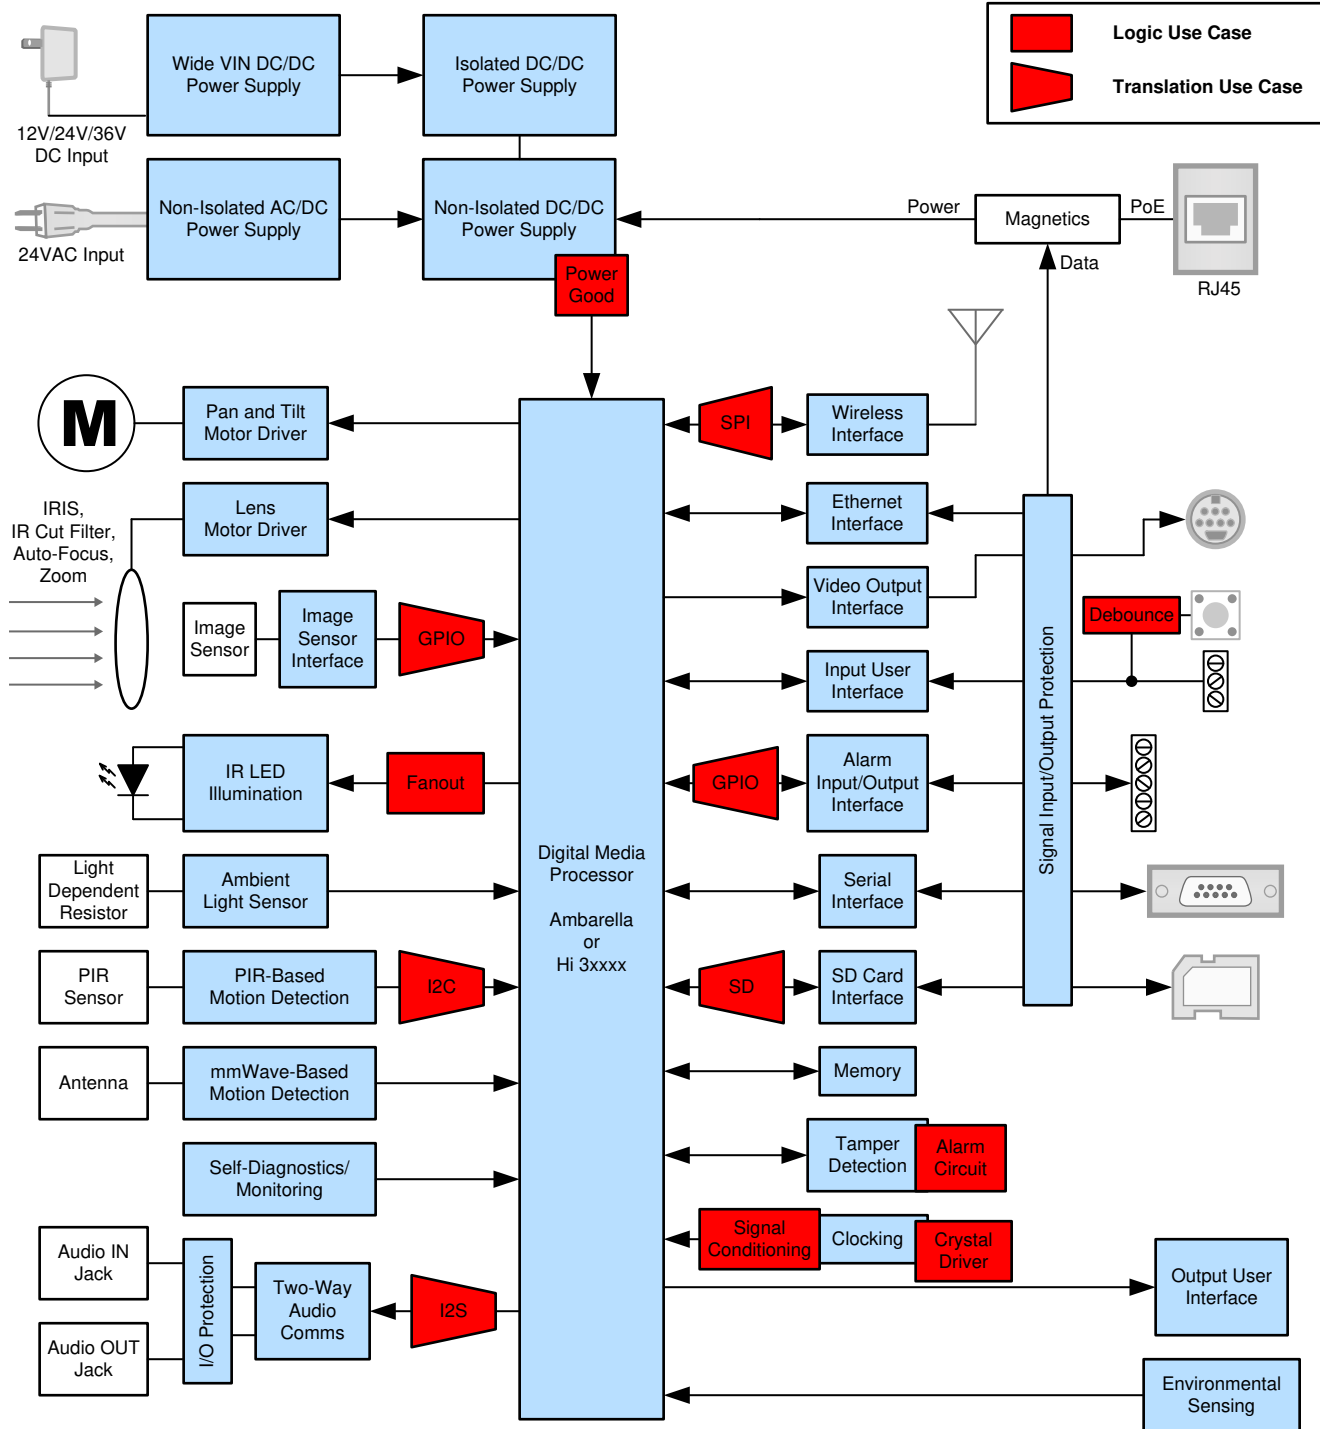 Logic Use Case
Translation Use Case
Wide VIN DC/DC
Power Supply
Isolated DC/DC
Power Supply
12V/24V/36V
DC Input
Non-Isolated AC/DC
Power Supply
Non-Isolated DC/DC
Power Supply
24VAC Input
Power
Good
Power
Magnetics
PoE
Data
RJ45
M
Pan and Tilt
Motor Driver
SPI
Wireless
Interface
IRIS,
IR Cut Filter,
Auto-Focus,
Zoom
Lens
Motor Driver
Ethernet
Interface
Video Output
Interface
Image
Sensor
Image
Sensor
Interface
GPIO
Debounce
Input User
Interface
Signal Input/Output Protection
IR LED
Illumination
Fanout
GPIO
Alarm
Input/Output
Interface
Digital Media
Processor
Ambarella
or
Hi 3xxxx
Light
Dependent
Resistor
Ambient
Light Sensor
Serial
Interface
PIR
Sensor
PIR-Based
Motion Detection
I2C
SD
SD Card
Interface
Antenna
mmWave-Based
Motion Detection
Memory
Self-Diagnostics/
Monitoring
Tamper
Detection
Alarm
Circuit
Signal
Conditioning
Clocking
Crystal
Driver
Audio IN
Jack
Audio OUT
Jack
I/O Protection
Two-Way
Audio
Comms
I2S
Output User
Interface
Environmental
Sensing